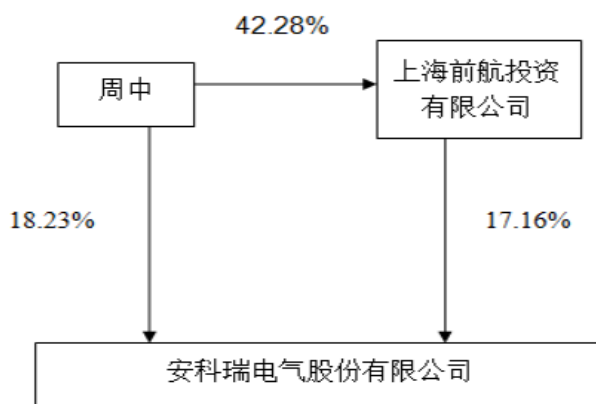 42.28%
周中
上海前航投资
有限公司
18.23%
17.16%
安科瑞电气股份有限公司